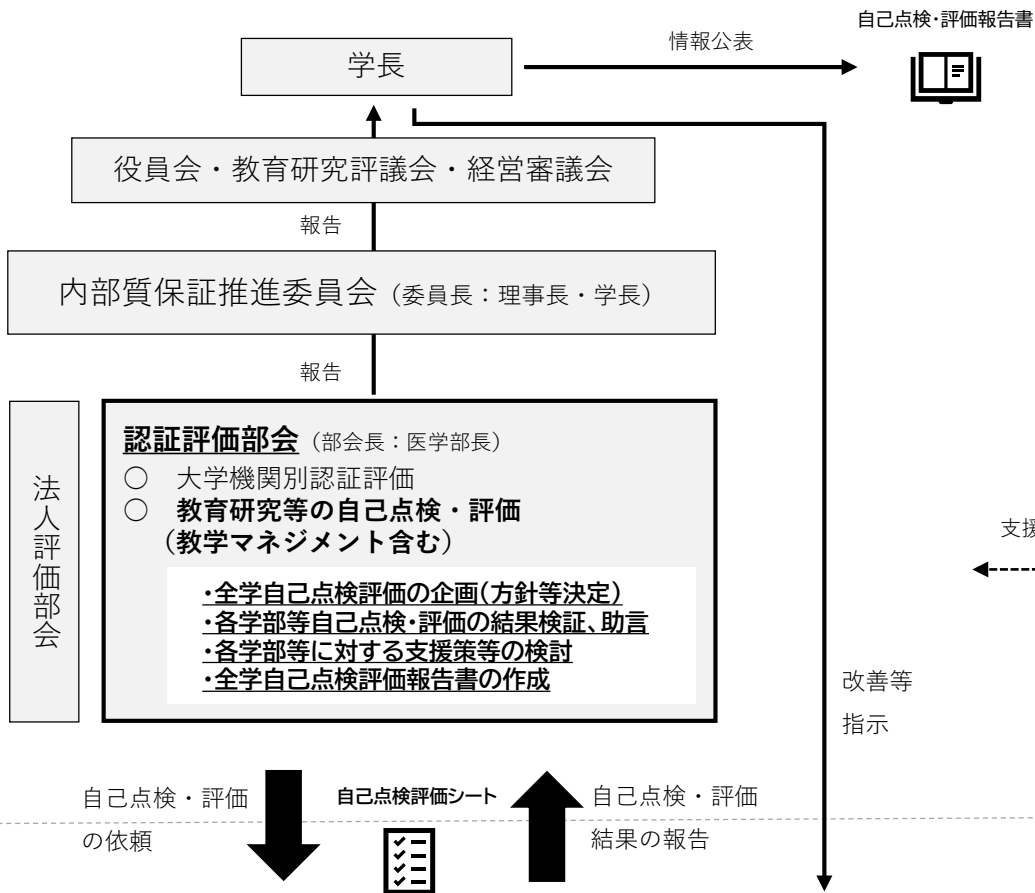 自己点検・評価報告書
情報公表
学長
役員会・教育研究評議会・経営審議会
報告
内部質保証推進委員会（委員長：理事長・学長）
報告
法人評価部会
認証評価部会（部会長：医学部長）
○ 大学機関別認証評価
○ 教育研究等の自己点検・評価
（教学マネジメント含む）
・全学自己点検評価の企画（方針等決定）
・各学部等自己点検・評価の結果検証、助言
・各学部等に対する支援策等の検討
・全学自己点検評価報告書の作成
支援
改善等
指示
自己点検・評価
の依頼
自己点検評価シート
自己点検・評価
結果の報告